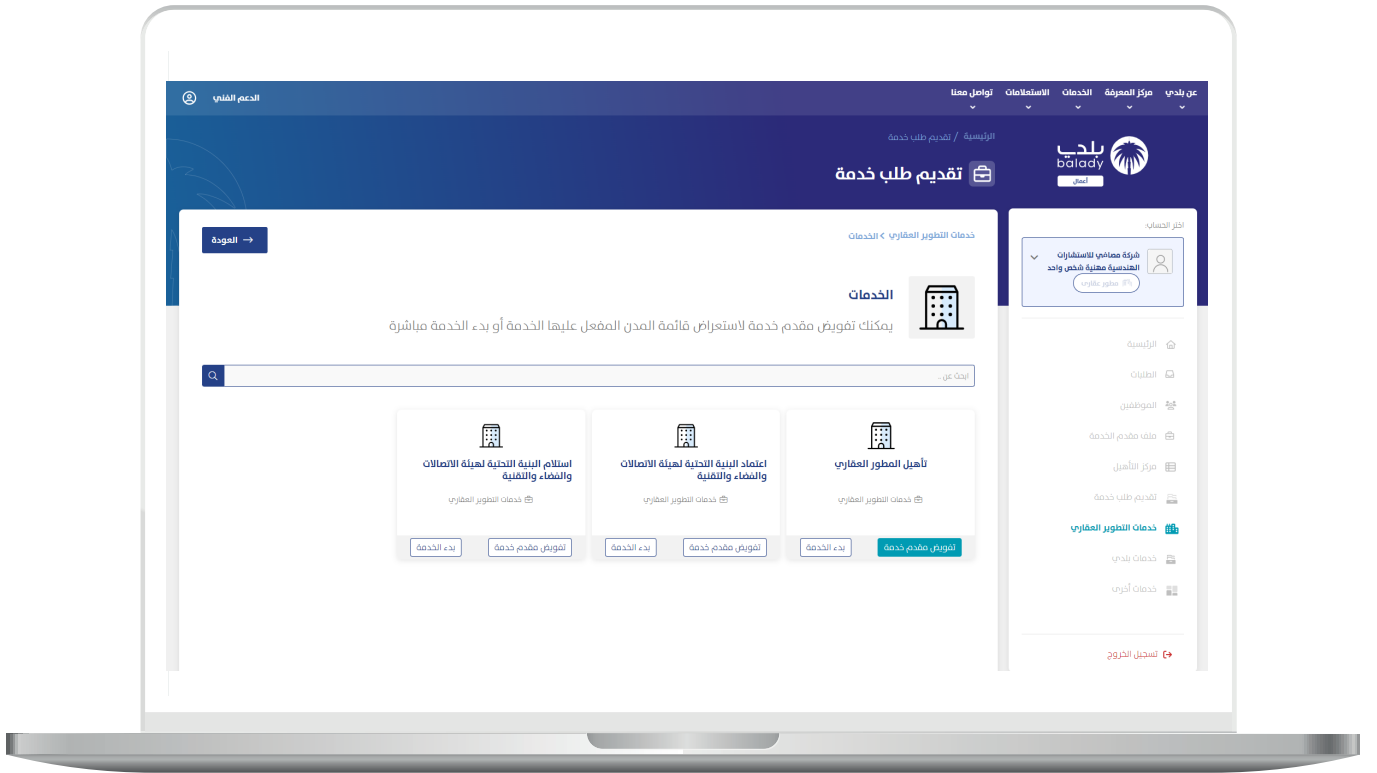 عن بلدي
مركز المعرفة
الخدمات
الاستعلامات
تواصل معنا
الدعم الفني
بلدي
balady
أعمال
الرئيسية / تقديم طلب خدمة
تقديم طلب خدمة
اختر الحساب:
شركة مصافي للاستشارات
الهندسية مهنية شخص واحد
مطور عقاري
الرئيسية
الطلبات
الموظفين
ملف مقدم الخدمة
مركز التأهيل
تقديم طلب خدمة
خدمات التطوير العقاري
خدمات بلدي
خدمات أخرى
تسجيل الخروج
خدمات التطوير العقاري > الخدمات
العودة
الخدمات
يمكنك تفويض مقدم خدمة لاستعراض قائمة المدن المفعل عليها الخدمة أو بدء الخدمة مباشرة
ابحث عن ..
تأهيل المطور العقاري
خدمات التطوير العقاري
تفويض مقدم خدمة
بدء الخدمة
اعتماد البنية التحتية لهيئة الاتصالات
والفضاء والتقنية
خدمات التطوير العقاري
تفويض مقدم خدمة
بدء الخدمة
استلام البنية التحتية لهيئة الاتصالات
والفضاء والتقنية
خدمات التطوير العقاري
تفويض مقدم خدمة
بدء الخدمة